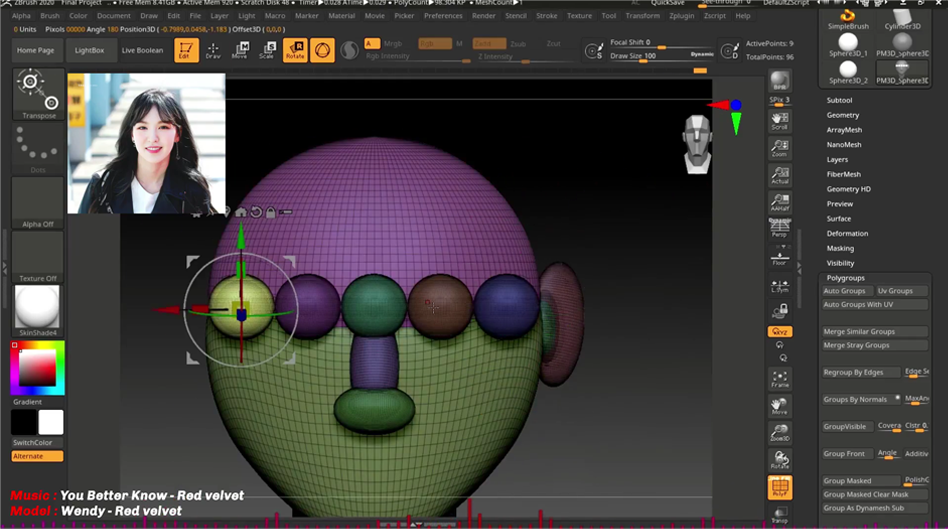 ZBrush 2020 Final Project .. • Free Mem 8.41GB • Active Mem 920 • Scratch Disk 48 • Timer▶0.028 ATime▶0.029 • PolyCount▶98.304 KP • MeshCount▶1
QuickSave See-through 0 DefaultZScript
Alpha Brush Color Document Draw Edit File Layer Light Macro Marker Material Movie Picker Preferences Render Stencil Stroke Texture Tool Transform Zplugin Zscript Help
0 Units Pixels 00000 Angle 180 Position3D ( -0.7989,0.0458,-1.183) Offset3D ( 0,0,0)
Home Page LightBox Live Boolean Edit Draw Move Scale Rotate
A Mrgb Rgb M Zadd Zsub Zcut
Rgb Intensity Z Intensity
Focal Shift 0
Draw Size 100 Dynamic
S D
ActivePoints: 9
TotalPoints: 96
SimpleBrush Cylinder3D
Sphere3D_1 PM3D_Sphere3D
Sphere3D_2 PM3D_Sphere3D
Transpose
Dots
Alpha Off
Texture Off
SkinShade4
Gradient
SwitchColor
Alternate
BPR
SPix 3
Scroll
Zoom
Actual
AAHalf
Dynamic
Persp
Floor
L.Sym
XYZ
Frame
Move
Zoom3D
Rotate
PolyF
Transp
Subtool
Geometry
ArrayMesh
NanoMesh
Layers
FiberMesh
Geometry HD
Preview
Surface
Deformation
Masking
Visibility
Polygroups
Auto Groups Uv Groups
Auto Groups With UV
Merge Similar Groups
Merge Stray Groups
Regroup By Edges Edge Se
Groups By Normals MaxAn
GroupVisible Covera Clstr 0.
Group Front Angle Additiv
Group Masked PolishG
Group Masked Clear Mask
Group As Dynamesh Sub
Music : You Better Know - Red velvet
Model : Wendy - Red velvet